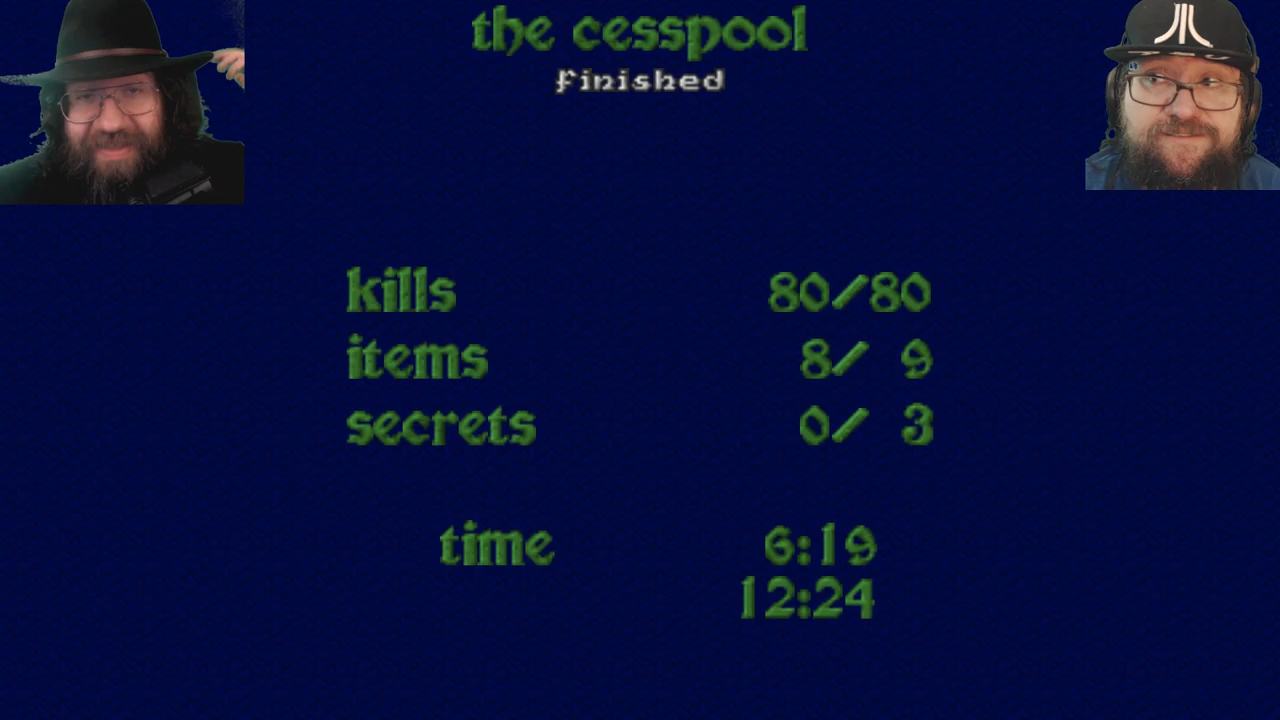 the cesspool
finished
kills 80/80
items 8/ 9
secrets 0/ 3
time 6:19
12:24